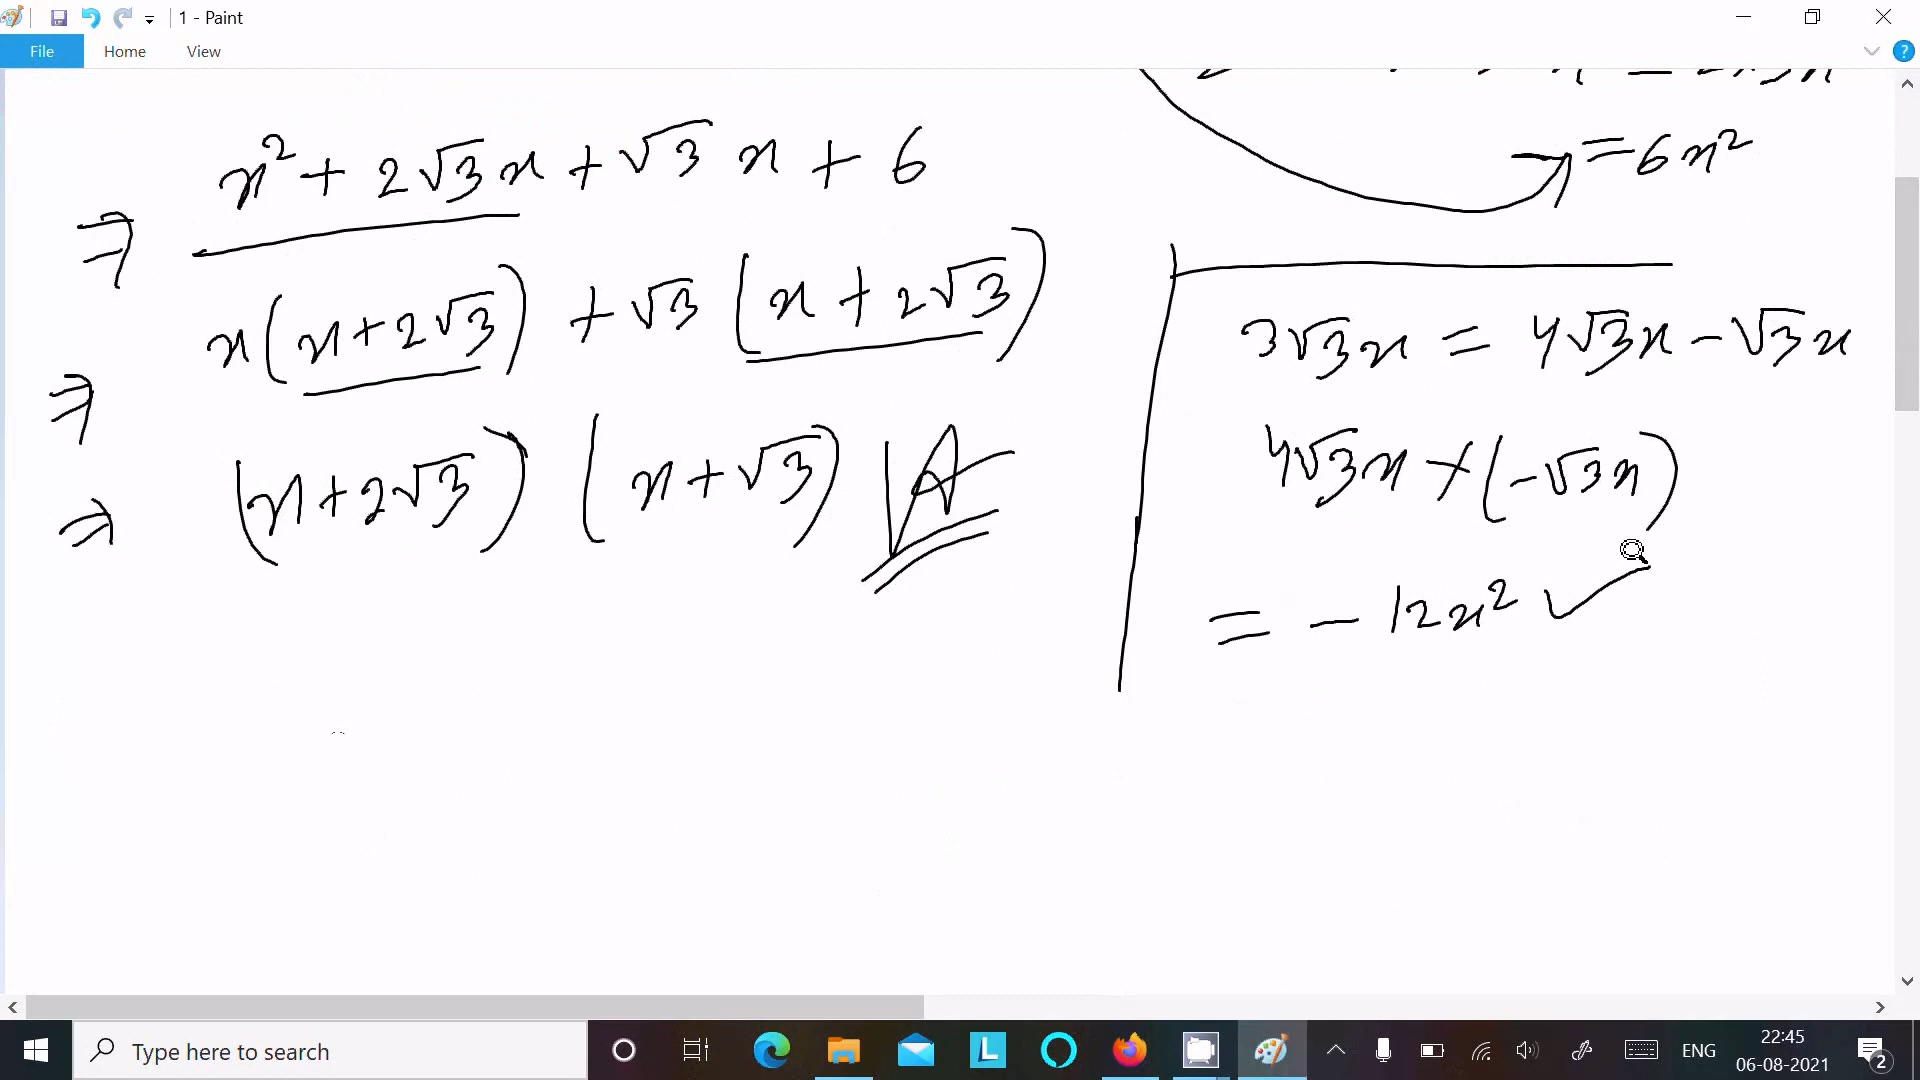 1 - Paint
File Home View
x² + 2√3x + √3 x + 6
⇒ x(x+2√3) + √3 (x + 2√3)
⇒
⇒ (x+2√3) (x+√3) A
= 6x²
3√3x = 4√3x - √3x
4√3x × (-√3x)
= - 12x² ✓
Type here to search
L
ENG
22:45
06-08-2021
2